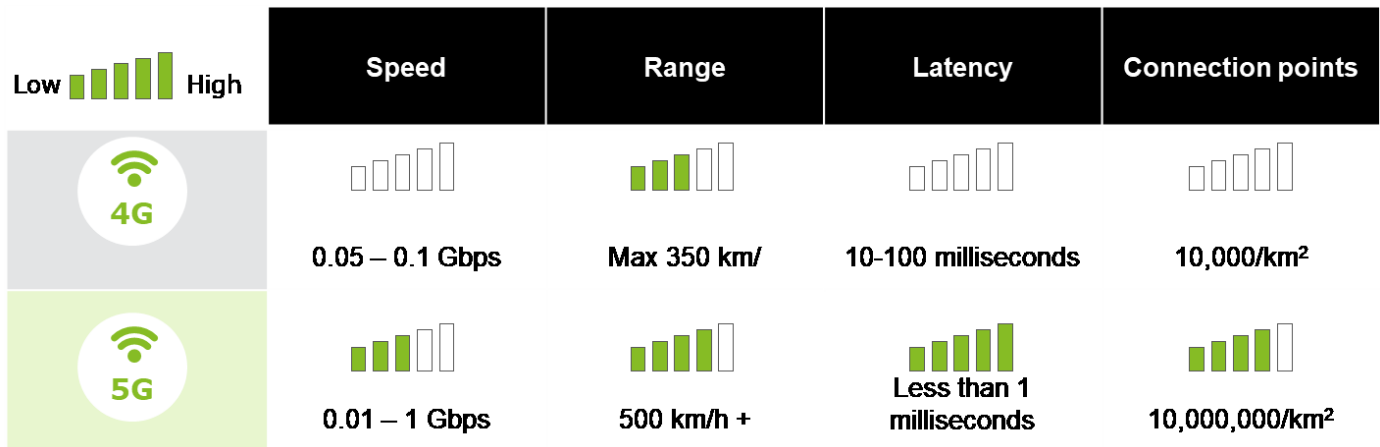 Low High
Speed Range Latency Connection points
4G
0.05 – 0.1 Gbps Max 350 km/ 10-100 milliseconds 10,000/km²
5G
0.01 – 1 Gbps 500 km/h + Less than 1 milliseconds 10,000,000/km²